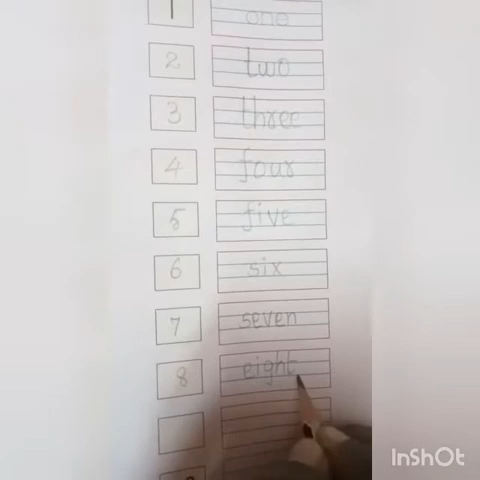 1 one
2 two
3 three
4 four
5 five
6 six
7 seven
8 eight
InShOt